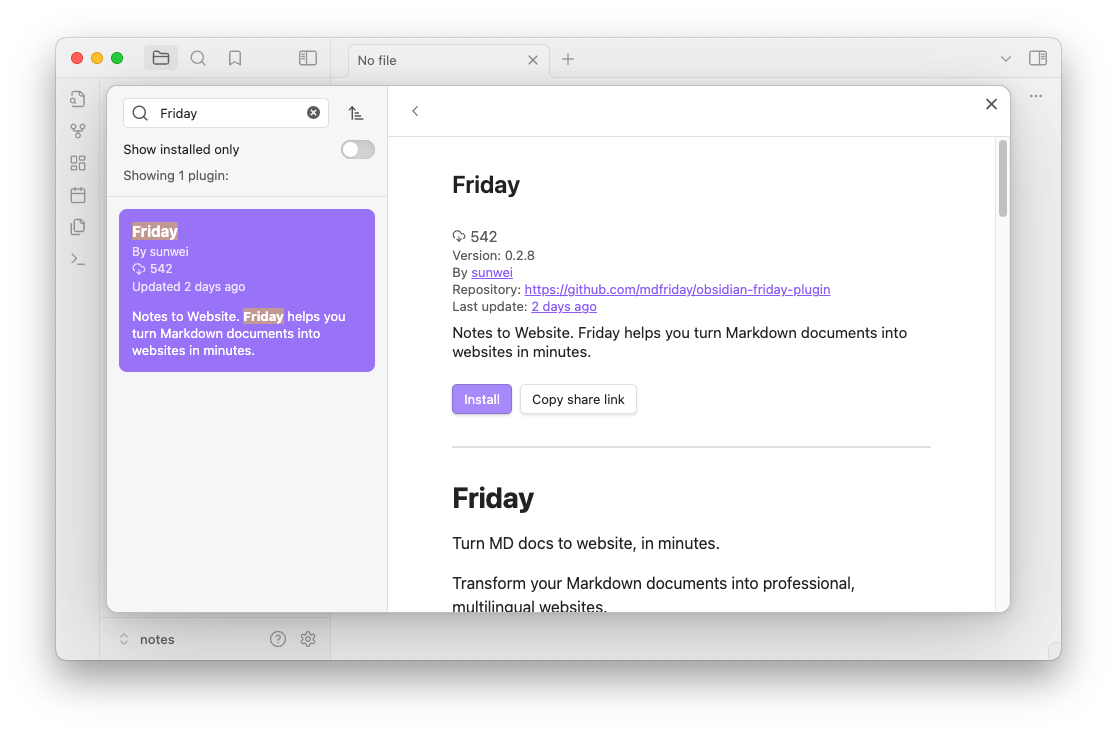 No file
Friday
Show installed only
Showing 1 plugin:
Friday
By sunwei
542
Updated 2 days ago
Notes to Website. Friday helps you
turn Markdown documents into
websites in minutes.
Friday
542
Version: 0.2.8
By sunwei
Repository: https://github.com/mdfriday/obsidian-friday-plugin
Last update: 2 days ago
Notes to Website. Friday helps you turn Markdown documents into
websites in minutes.
Install
Copy share link
Friday
Turn MD docs to website, in minutes.
Transform your Markdown documents into professional,
multilingual websites.
notes